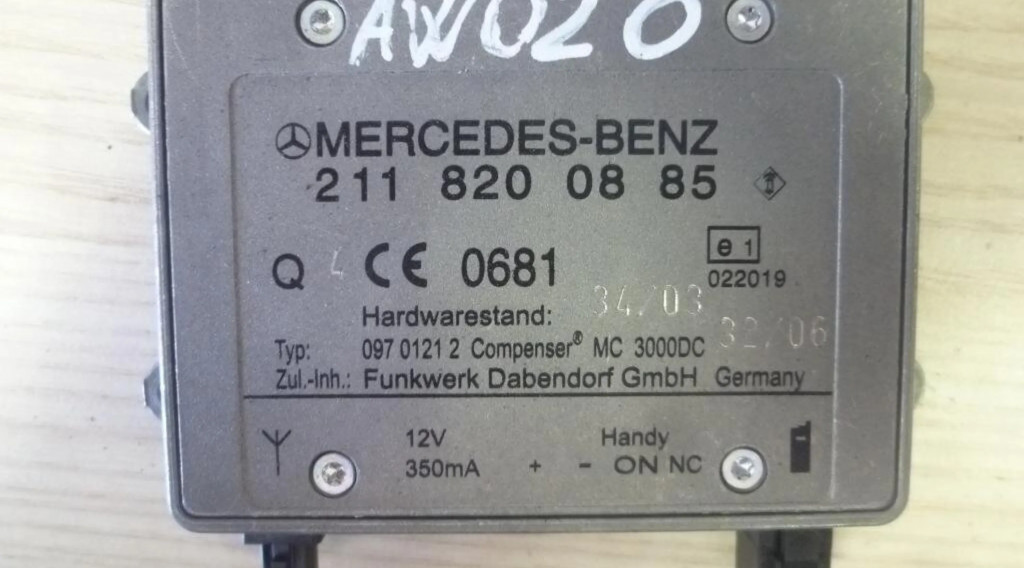 AW020
MERCEDES-BENZ
211 820 08 85
Q 4 CE 0681
e 1
022019
Hardwarestand: 34/03
32/06
Typ: 097 0121 2 Compenser® MC 3000DC
Zul.-Inh.: Funkwerk Dabendorf GmbH Germany
12V Handy
350mA + - ON NC